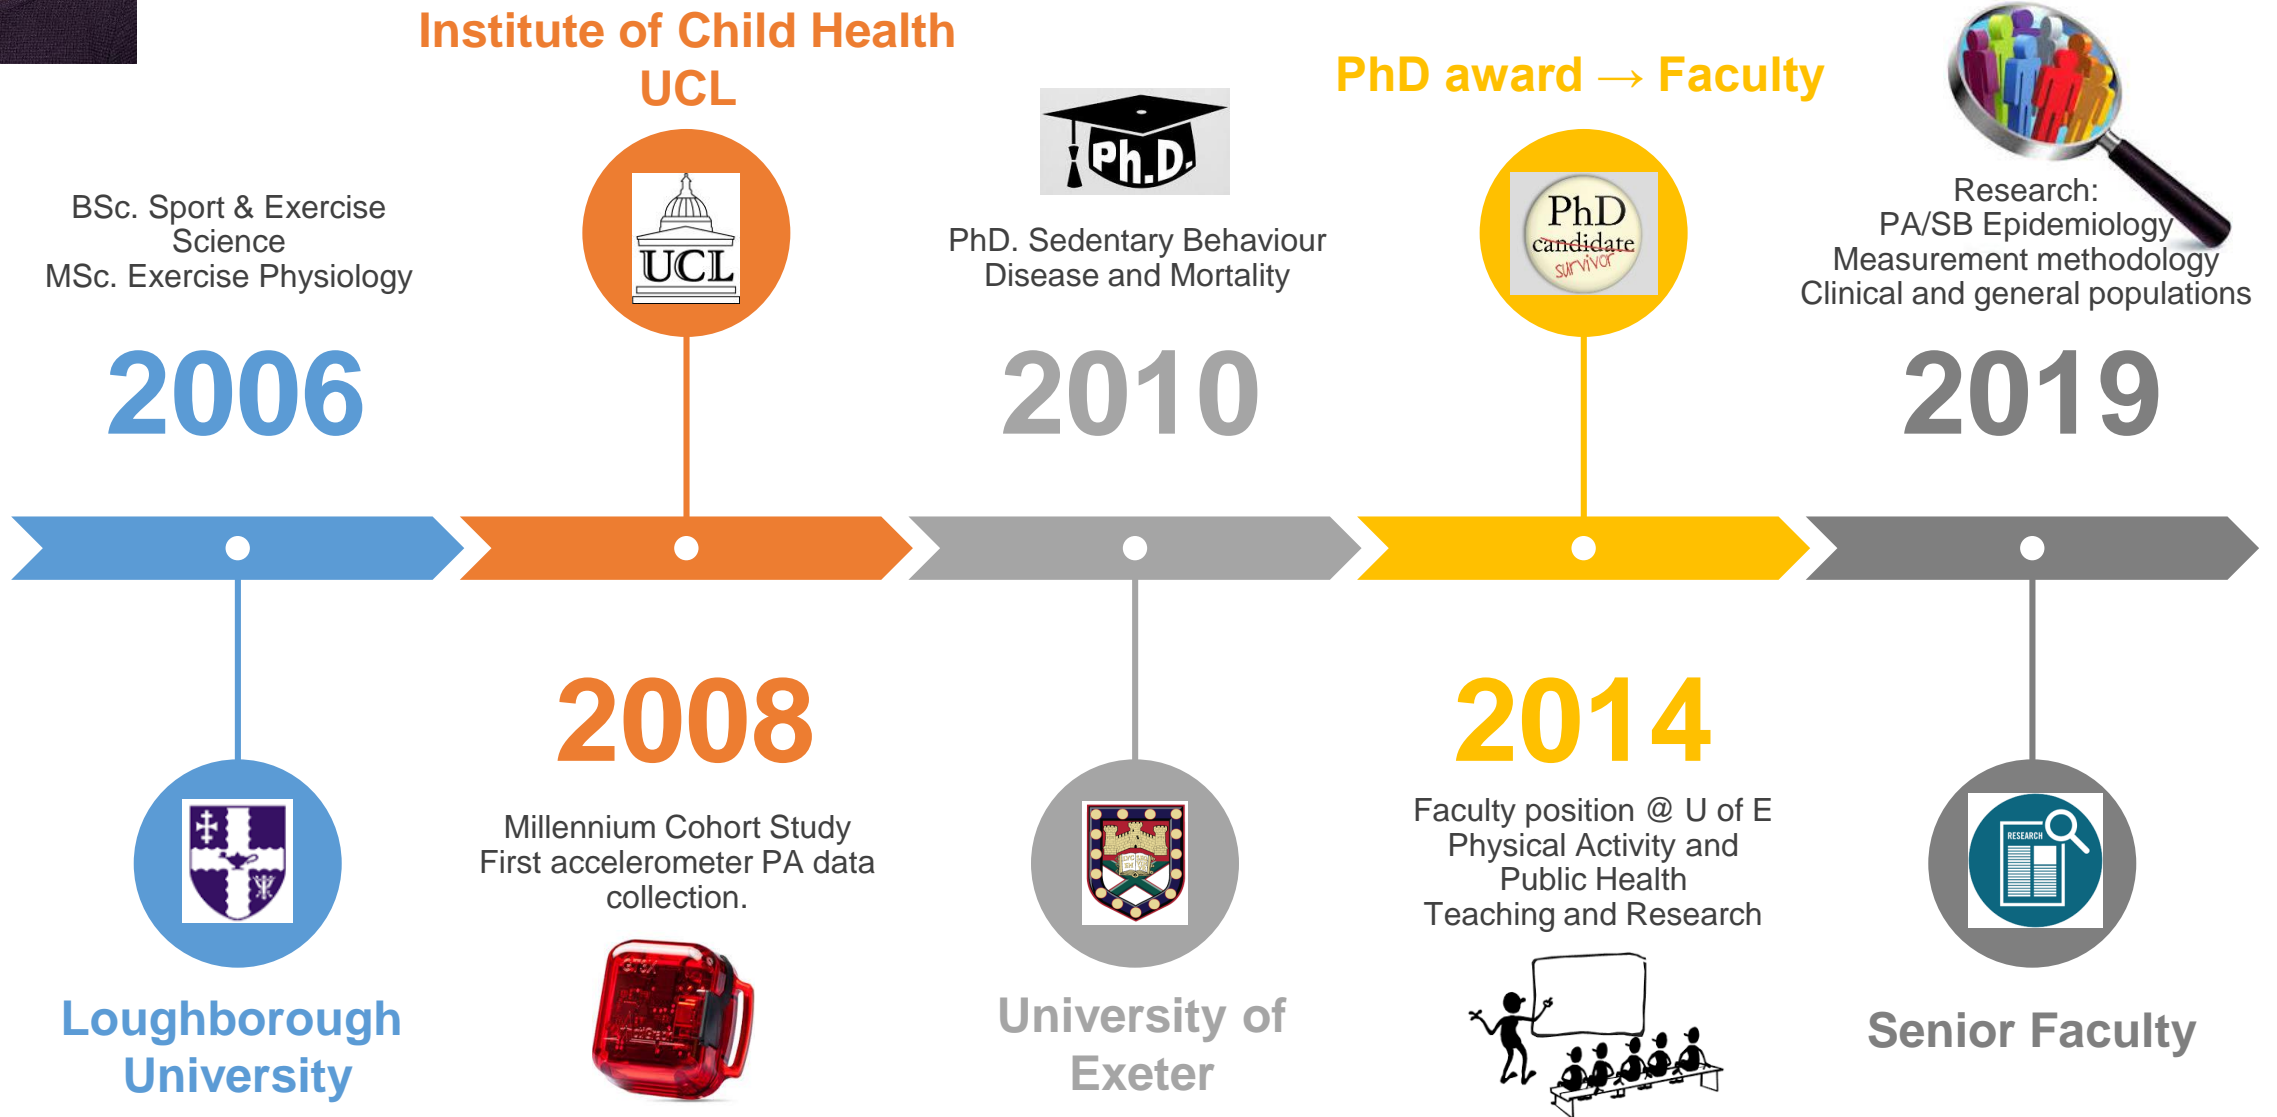 Institute of Child Health
UCL
PhD award → Faculty
BSc. Sport & Exercise
Science
MSc. Exercise Physiology
2006
Loughborough
University
UCL
2008
Millennium Cohort Study
First accelerometer PA data
collection.
Ph.D.
PhD. Sedentary Behaviour
Disease and Mortality
2010
University of
Exeter
PhD
candidate
survivor
2014
Faculty position @ U of E
Physical Activity and
Public Health
Teaching and Research
Research:
PA/SB Epidemiology
Measurement methodology
Clinical and general populations
2019
RESEARCH
Senior Faculty